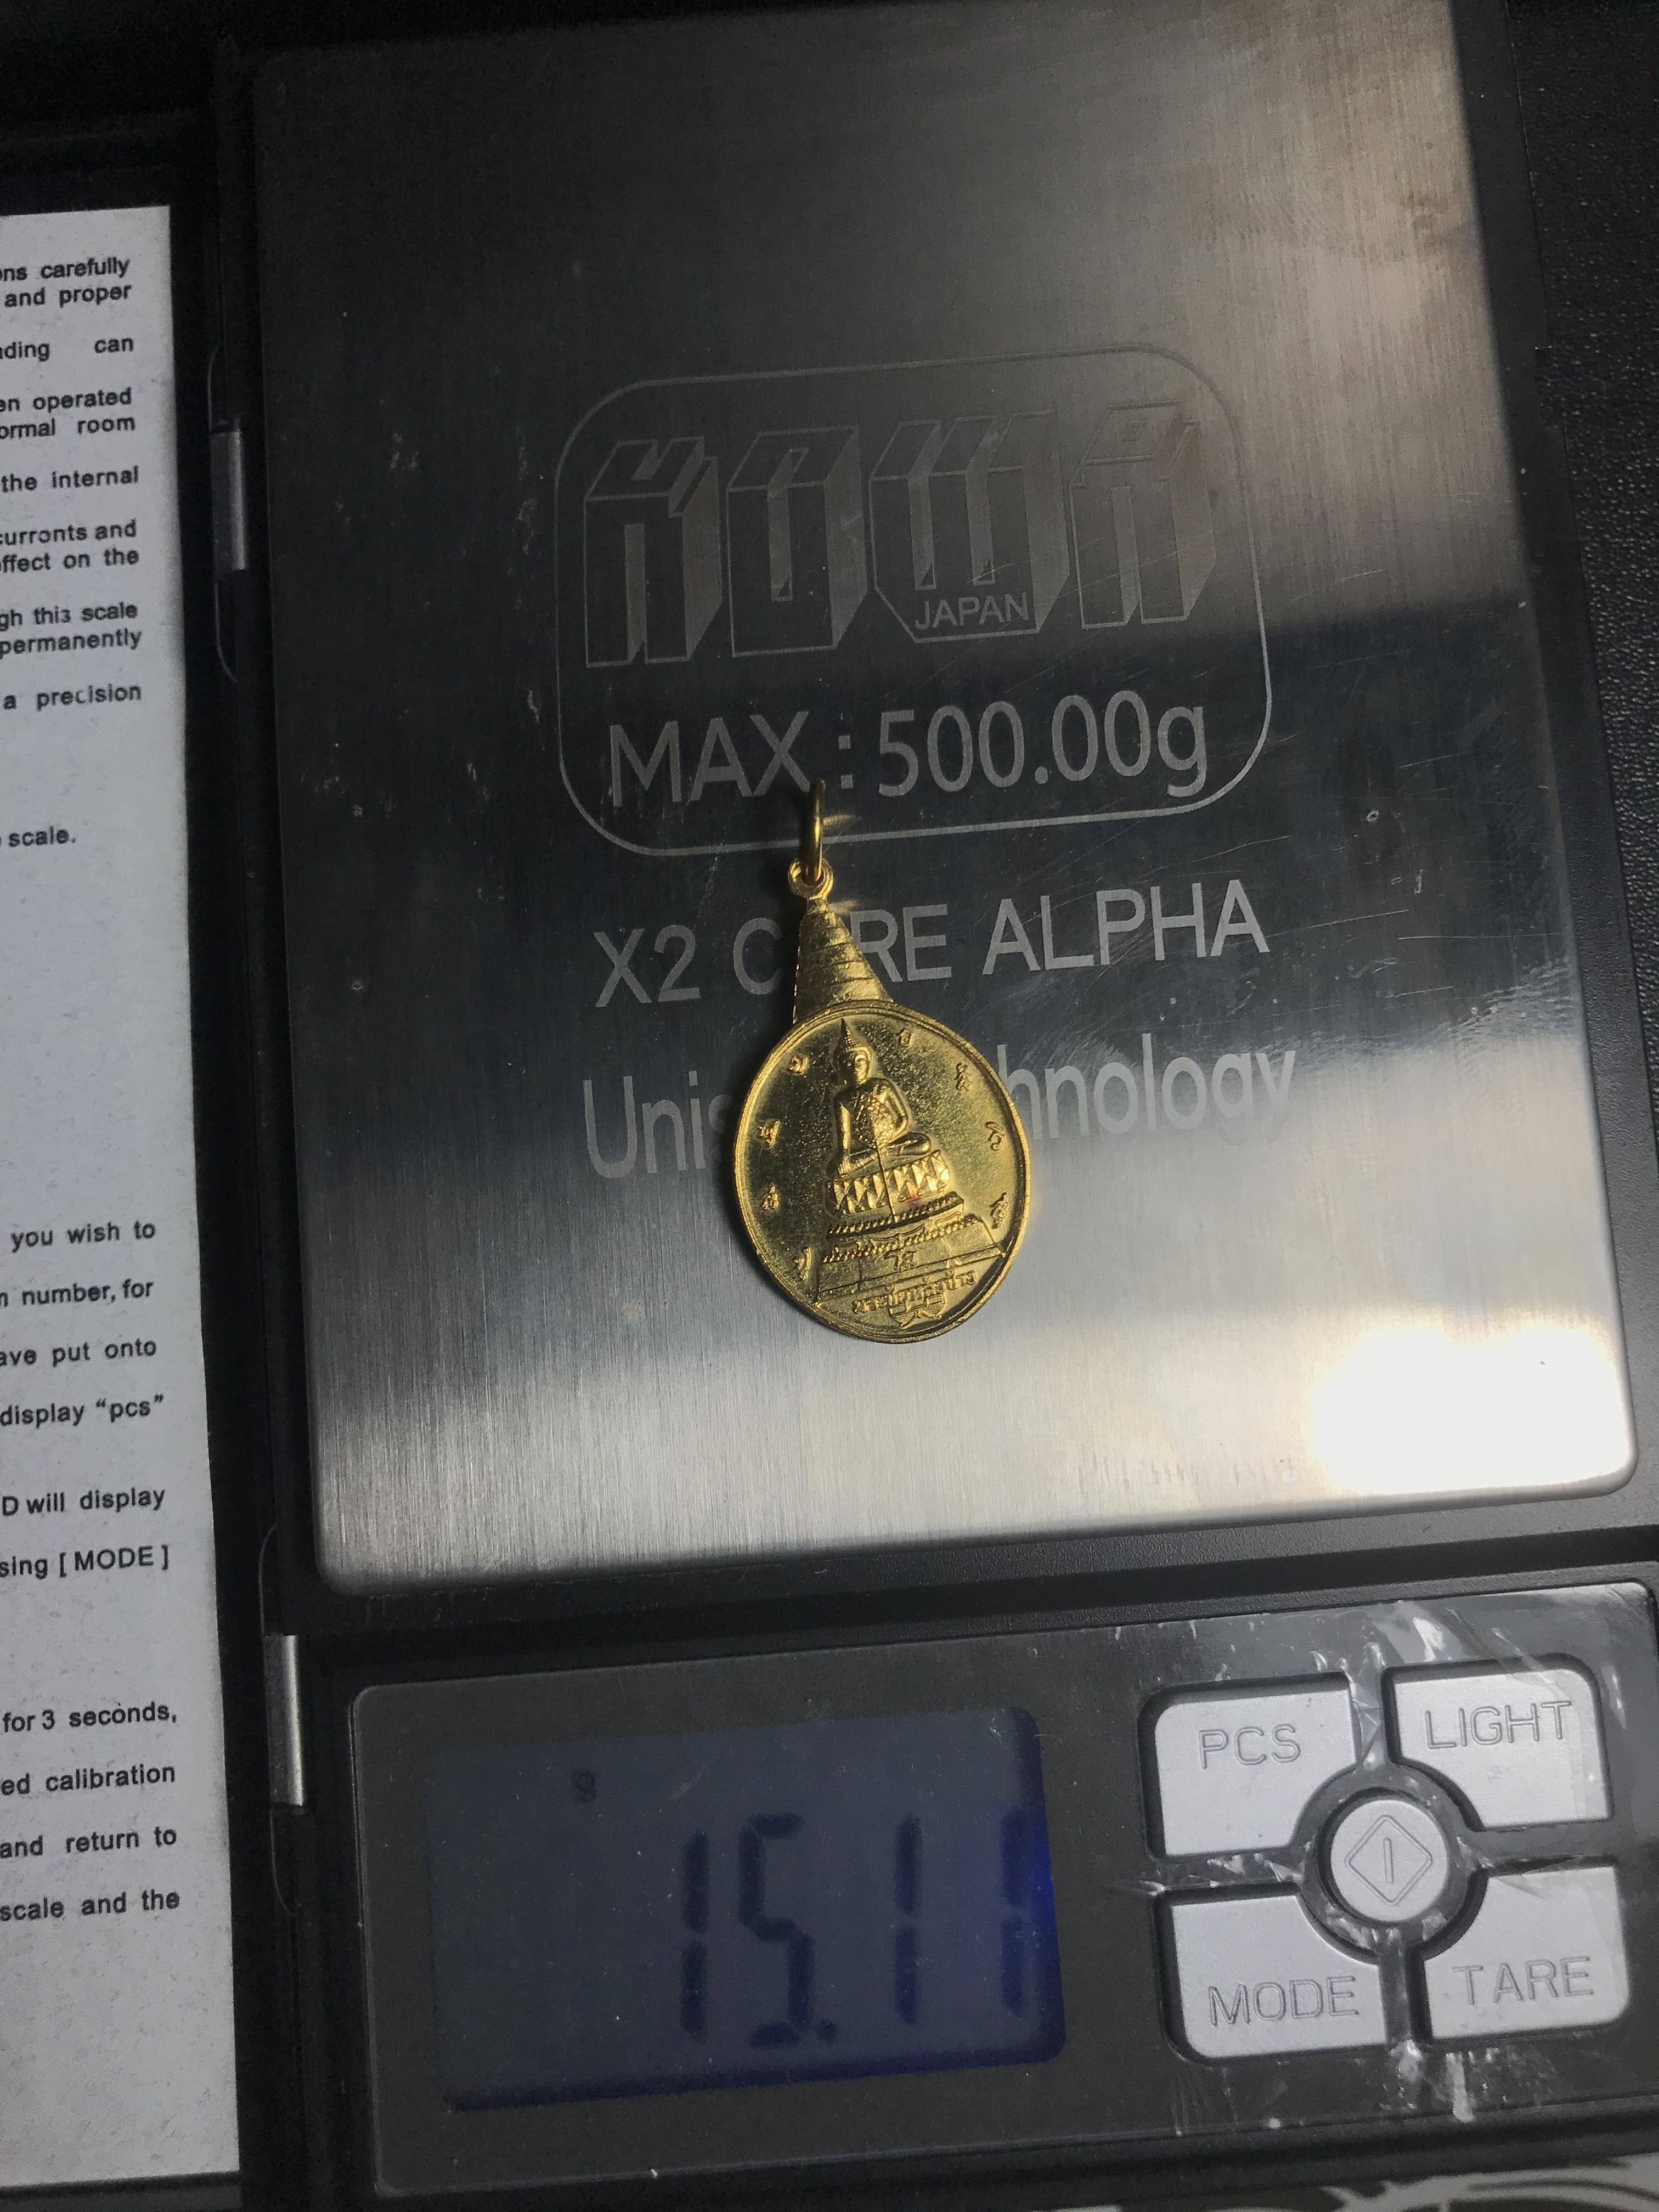 ons carefully
and proper
ading can
en operated
ormal room
the internal
curronts and
effect on the
gh this scale
permanently
a precision
scale.
you wish to
number, for
ave put onto
display “pcs”
D will display
sing [ MODE ]
for 3 seconds,
ed calibration
and return to
scale and the
JAPAN
MAX : 500.00g
X2 C RE ALPHA
Unis hnology
g
15.11
PCS
LIGHT
MODE
TARE